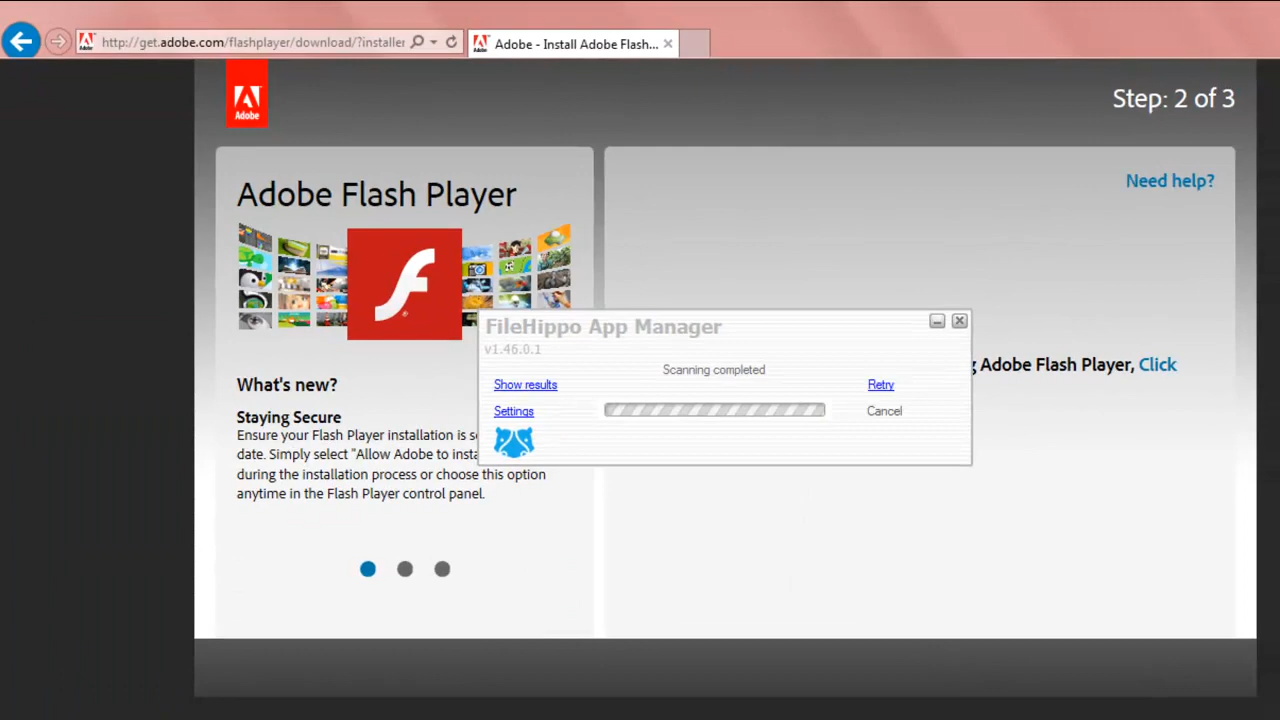 http://get.adobe.com/flashplayer/download/?installer
Adobe - Install Adobe Flash...
Adobe
Step: 2 of 3
Adobe Flash Player
Need help?
What's new?
Staying Secure
Ensure your Flash Player installation is
date. Simply select "Allow Adobe to
during the installation process or choose this option
anytime in the Flash Player control panel.
FileHippo App Manager
v1.46.0.1
Scanning completed
Show results
Retry
Settings
Cancel
Adobe Flash Player, Click